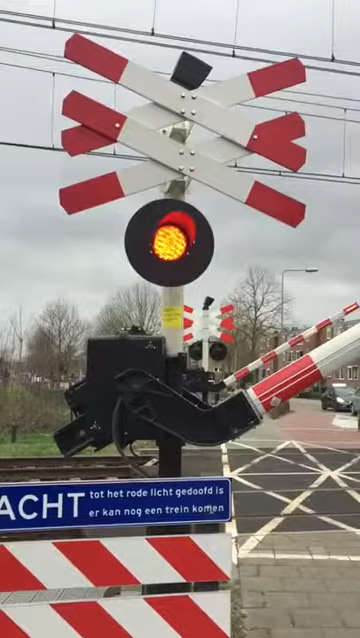 ACHT
tot het rode licht gedoofd is
er kan nog een trein komen